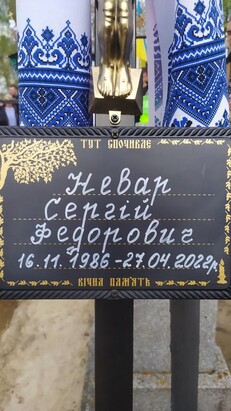 ТУТ СПОЧИВАЄ
Невар
Сергій
Федорович
16.11.1986-27.04.2022р
ВІЧНА ПАМ'ЯТЬ